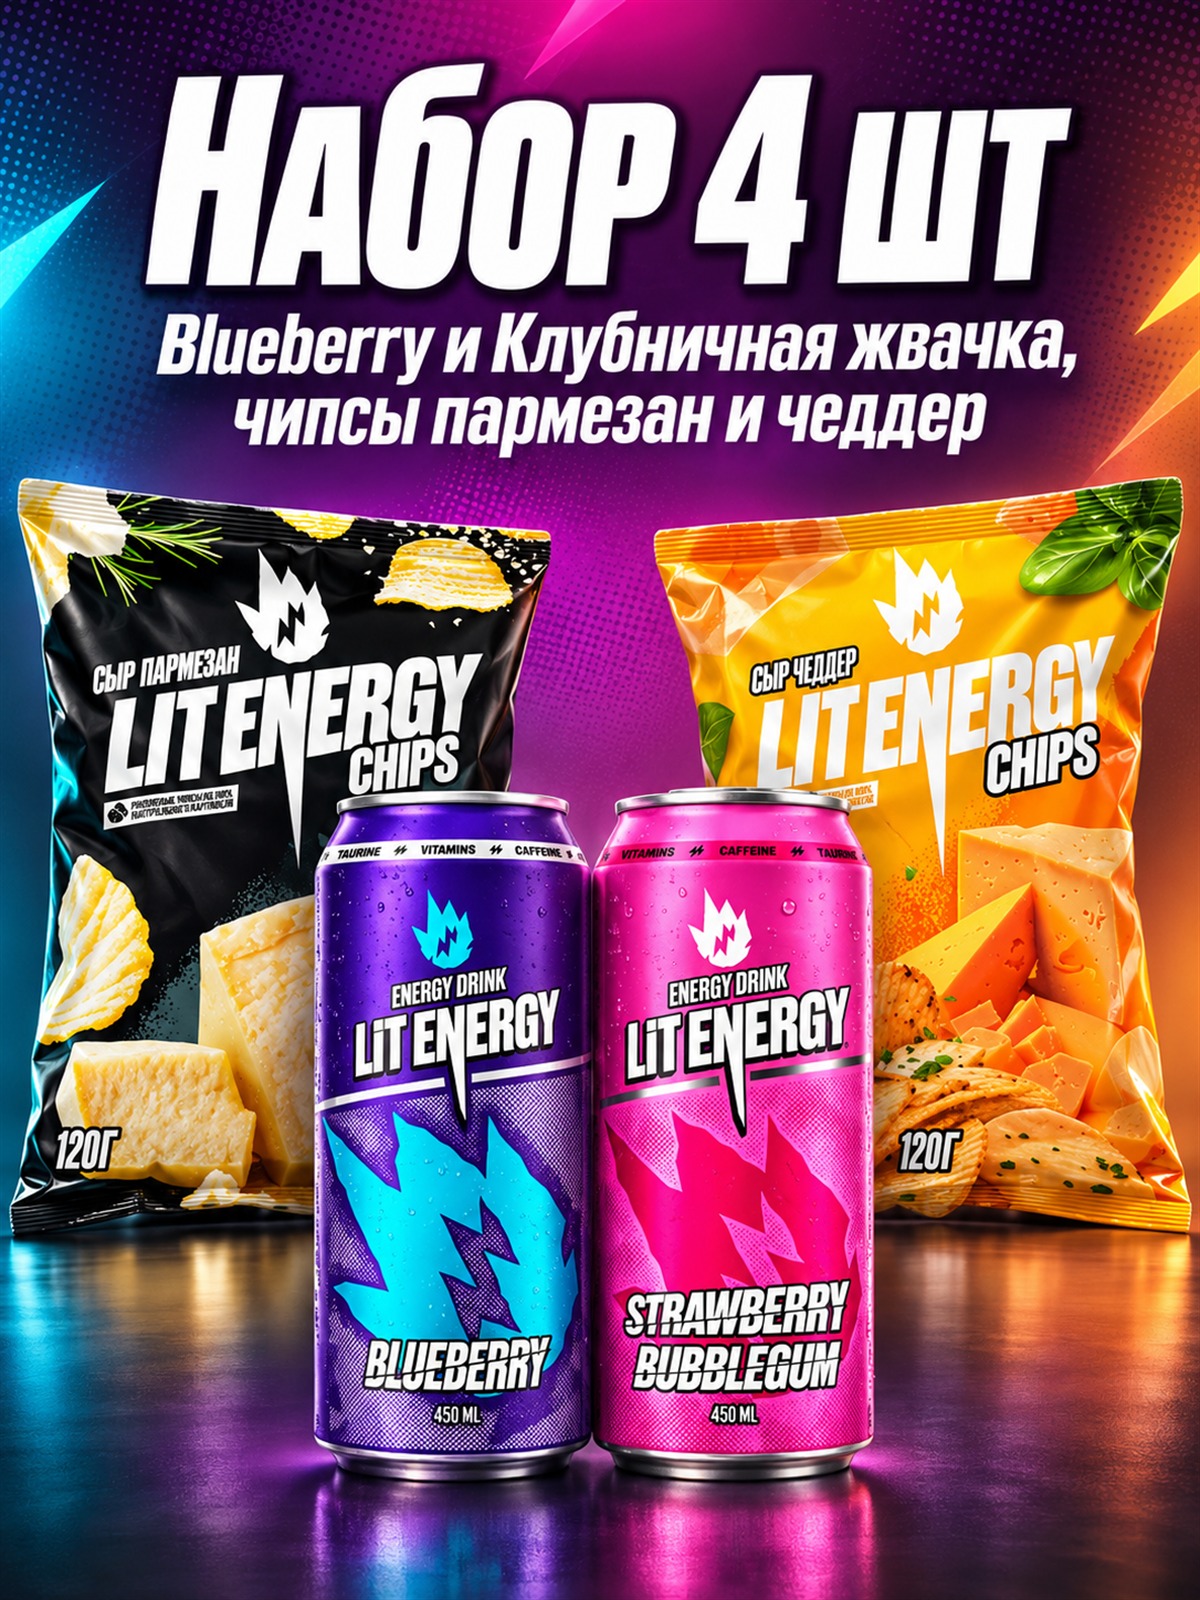 Набор 4 шт
Blueberry и Клубничная жвачка,
чипсы пармезан и чеддер
СЫР ПАРМЕЗАН
LIT ENERGY
CHIPS
120Г
СЫР ЧЕДДЕР
LIT ENERGY
CHIPS
120Г
TAURINE VITAMINS CAFFEINE
ENERGY DRINK
LIT ENERGY
BLUEBERRY
450 ML
VITAMINS CAFFEINE TAURINE
ENERGY DRINK
LIT ENERGY
STRAWBERRY
BUBBLEGUM
450 ML